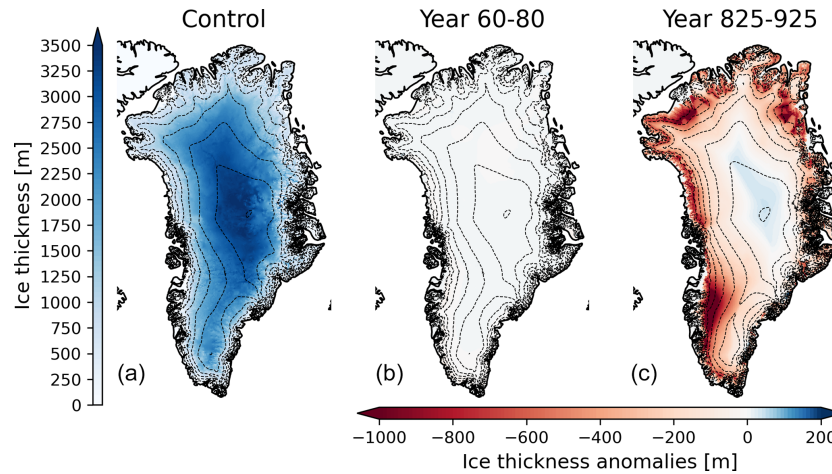 Control
Year 60-80
Year 825-925
Ice thickness [m]
3500
3250
3000
2750
2500
2250
2000
1750
1500
1250
1000
750
500
250
0
(a)
(b)
(c)
−1000
−800
−600
−400
−200
0
200
Ice thickness anomalies [m]